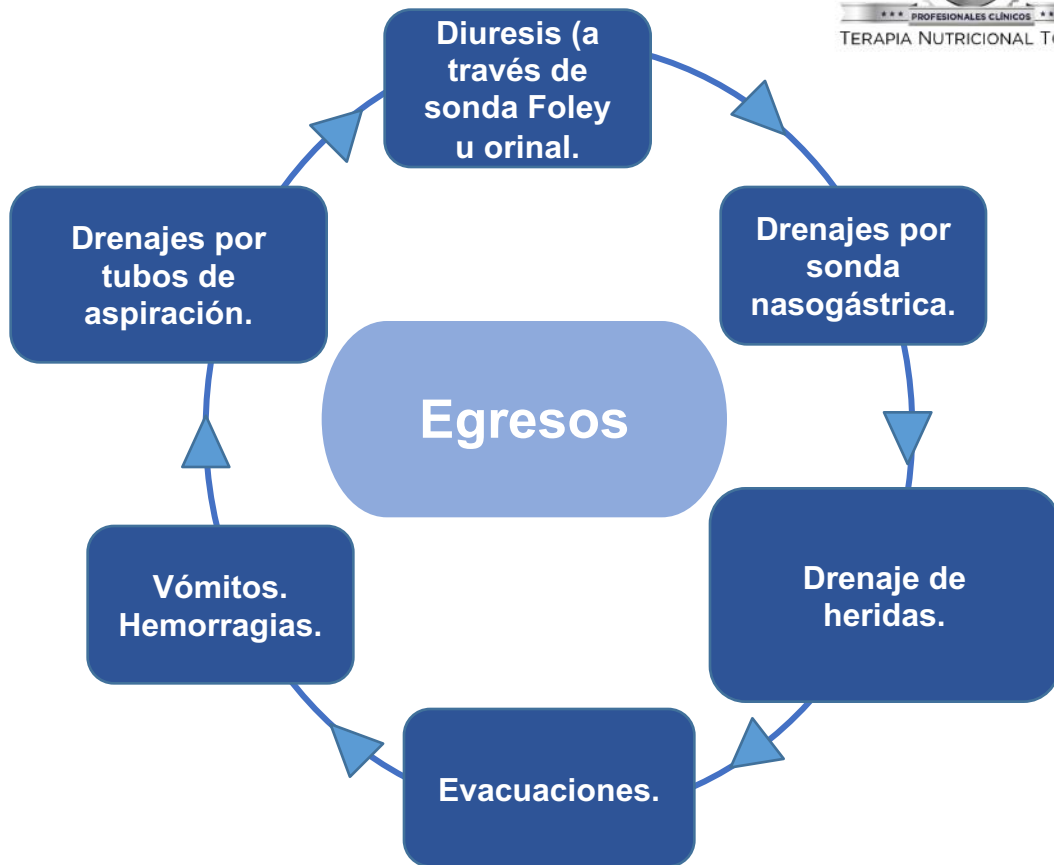 PROFESIONALES CLÍNICOS
TERAPIA NUTRICIONAL
Diuresis (a
través de
sonda Foley
u orinal.
Drenajes por
sonda
nasogástrica.
Drenaje de
heridas.
Evacuaciones.
Vómitos.
Hemorragias.
Drenajes por
tubos de
aspiración.
Egresos